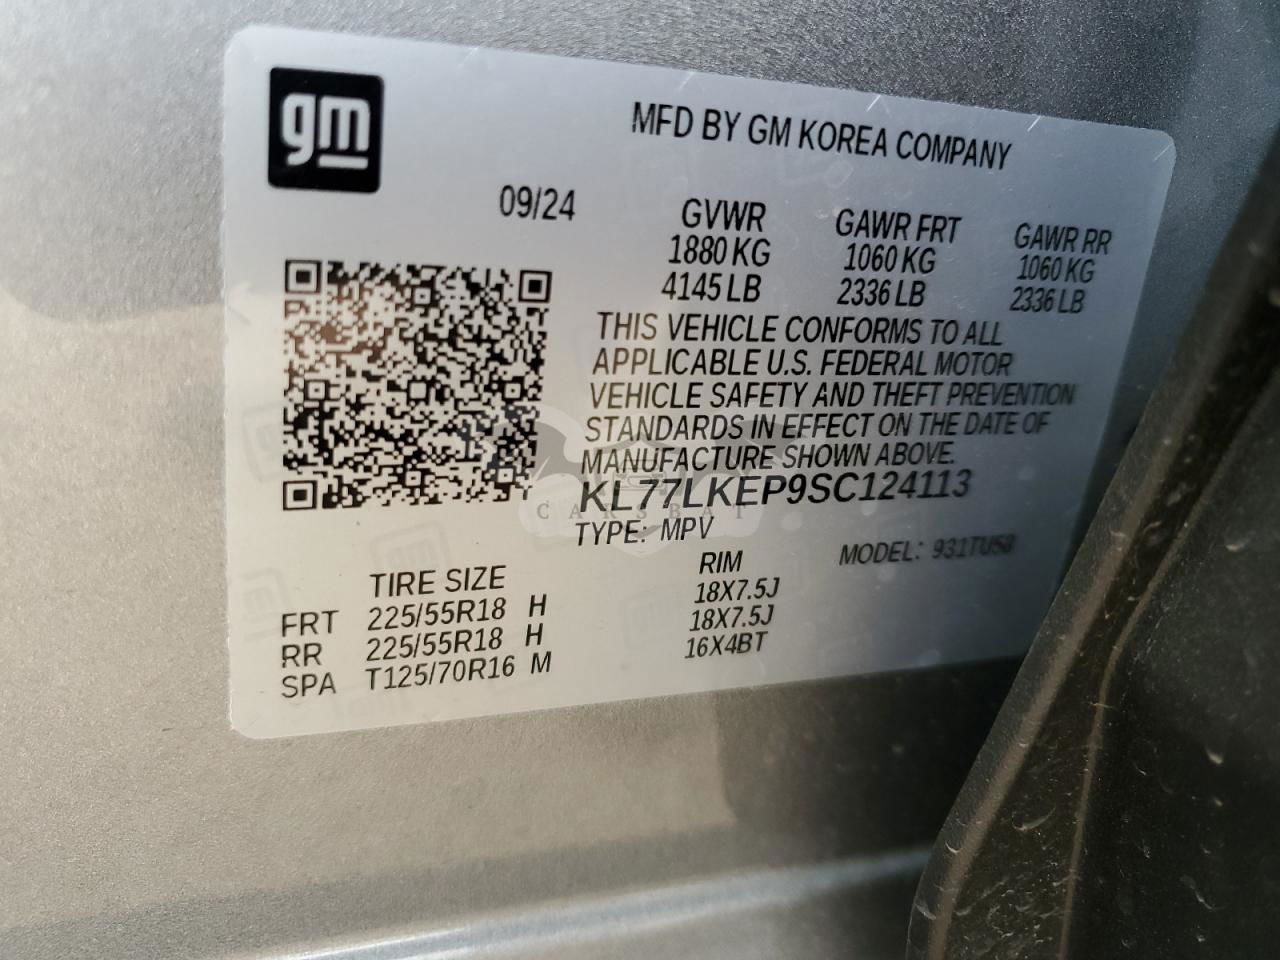 gm
MFD BY GM KOREA COMPANY
09/24
GVWR GAWR FRT GAWR RR
1880 KG 1060 KG 1060 KG
4145 LB 2336 LB 2336 LB
THIS VEHICLE CONFORMS TO ALL
APPLICABLE U.S. FEDERAL MOTOR
VEHICLE SAFETY AND THEFT PREVENTION
STANDARDS IN EFFECT ON THE DATE OF
MANUFACTURE SHOWN ABOVE.
KL77LKEP9SC124113
CARSBAT
TYPE: MPV MODEL: 931TU58
TIRE SIZE RIM
FRT 225/55R18 H 18X7.5J
RR 225/55R18 H 18X7.5J
SPA T125/70R16 M 16X4BT